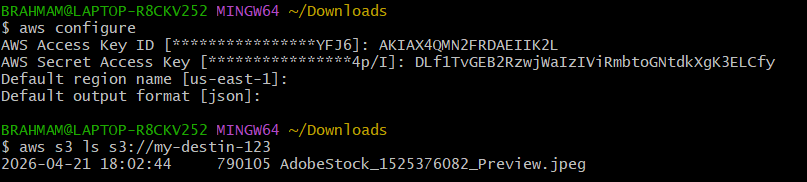 BRAHMAM@LAPTOP-R8CKV252 MINGW64 ~/Downloads
$ aws configure
AWS Access Key ID [****************YFJ6]: AKIAX4QMN2FRDAEIIK2L
AWS Secret Access Key [****************4p/I]: 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
Default region name [us-east-1]:
Default output format [json]:
BRAHMAM@LAPTOP-R8CKV252 MINGW64 ~/Downloads
$ aws s3 ls s3://my-destin-123
2026-04-21 18:02:44     790105 AdobeStock_1525376082_Preview.jpeg